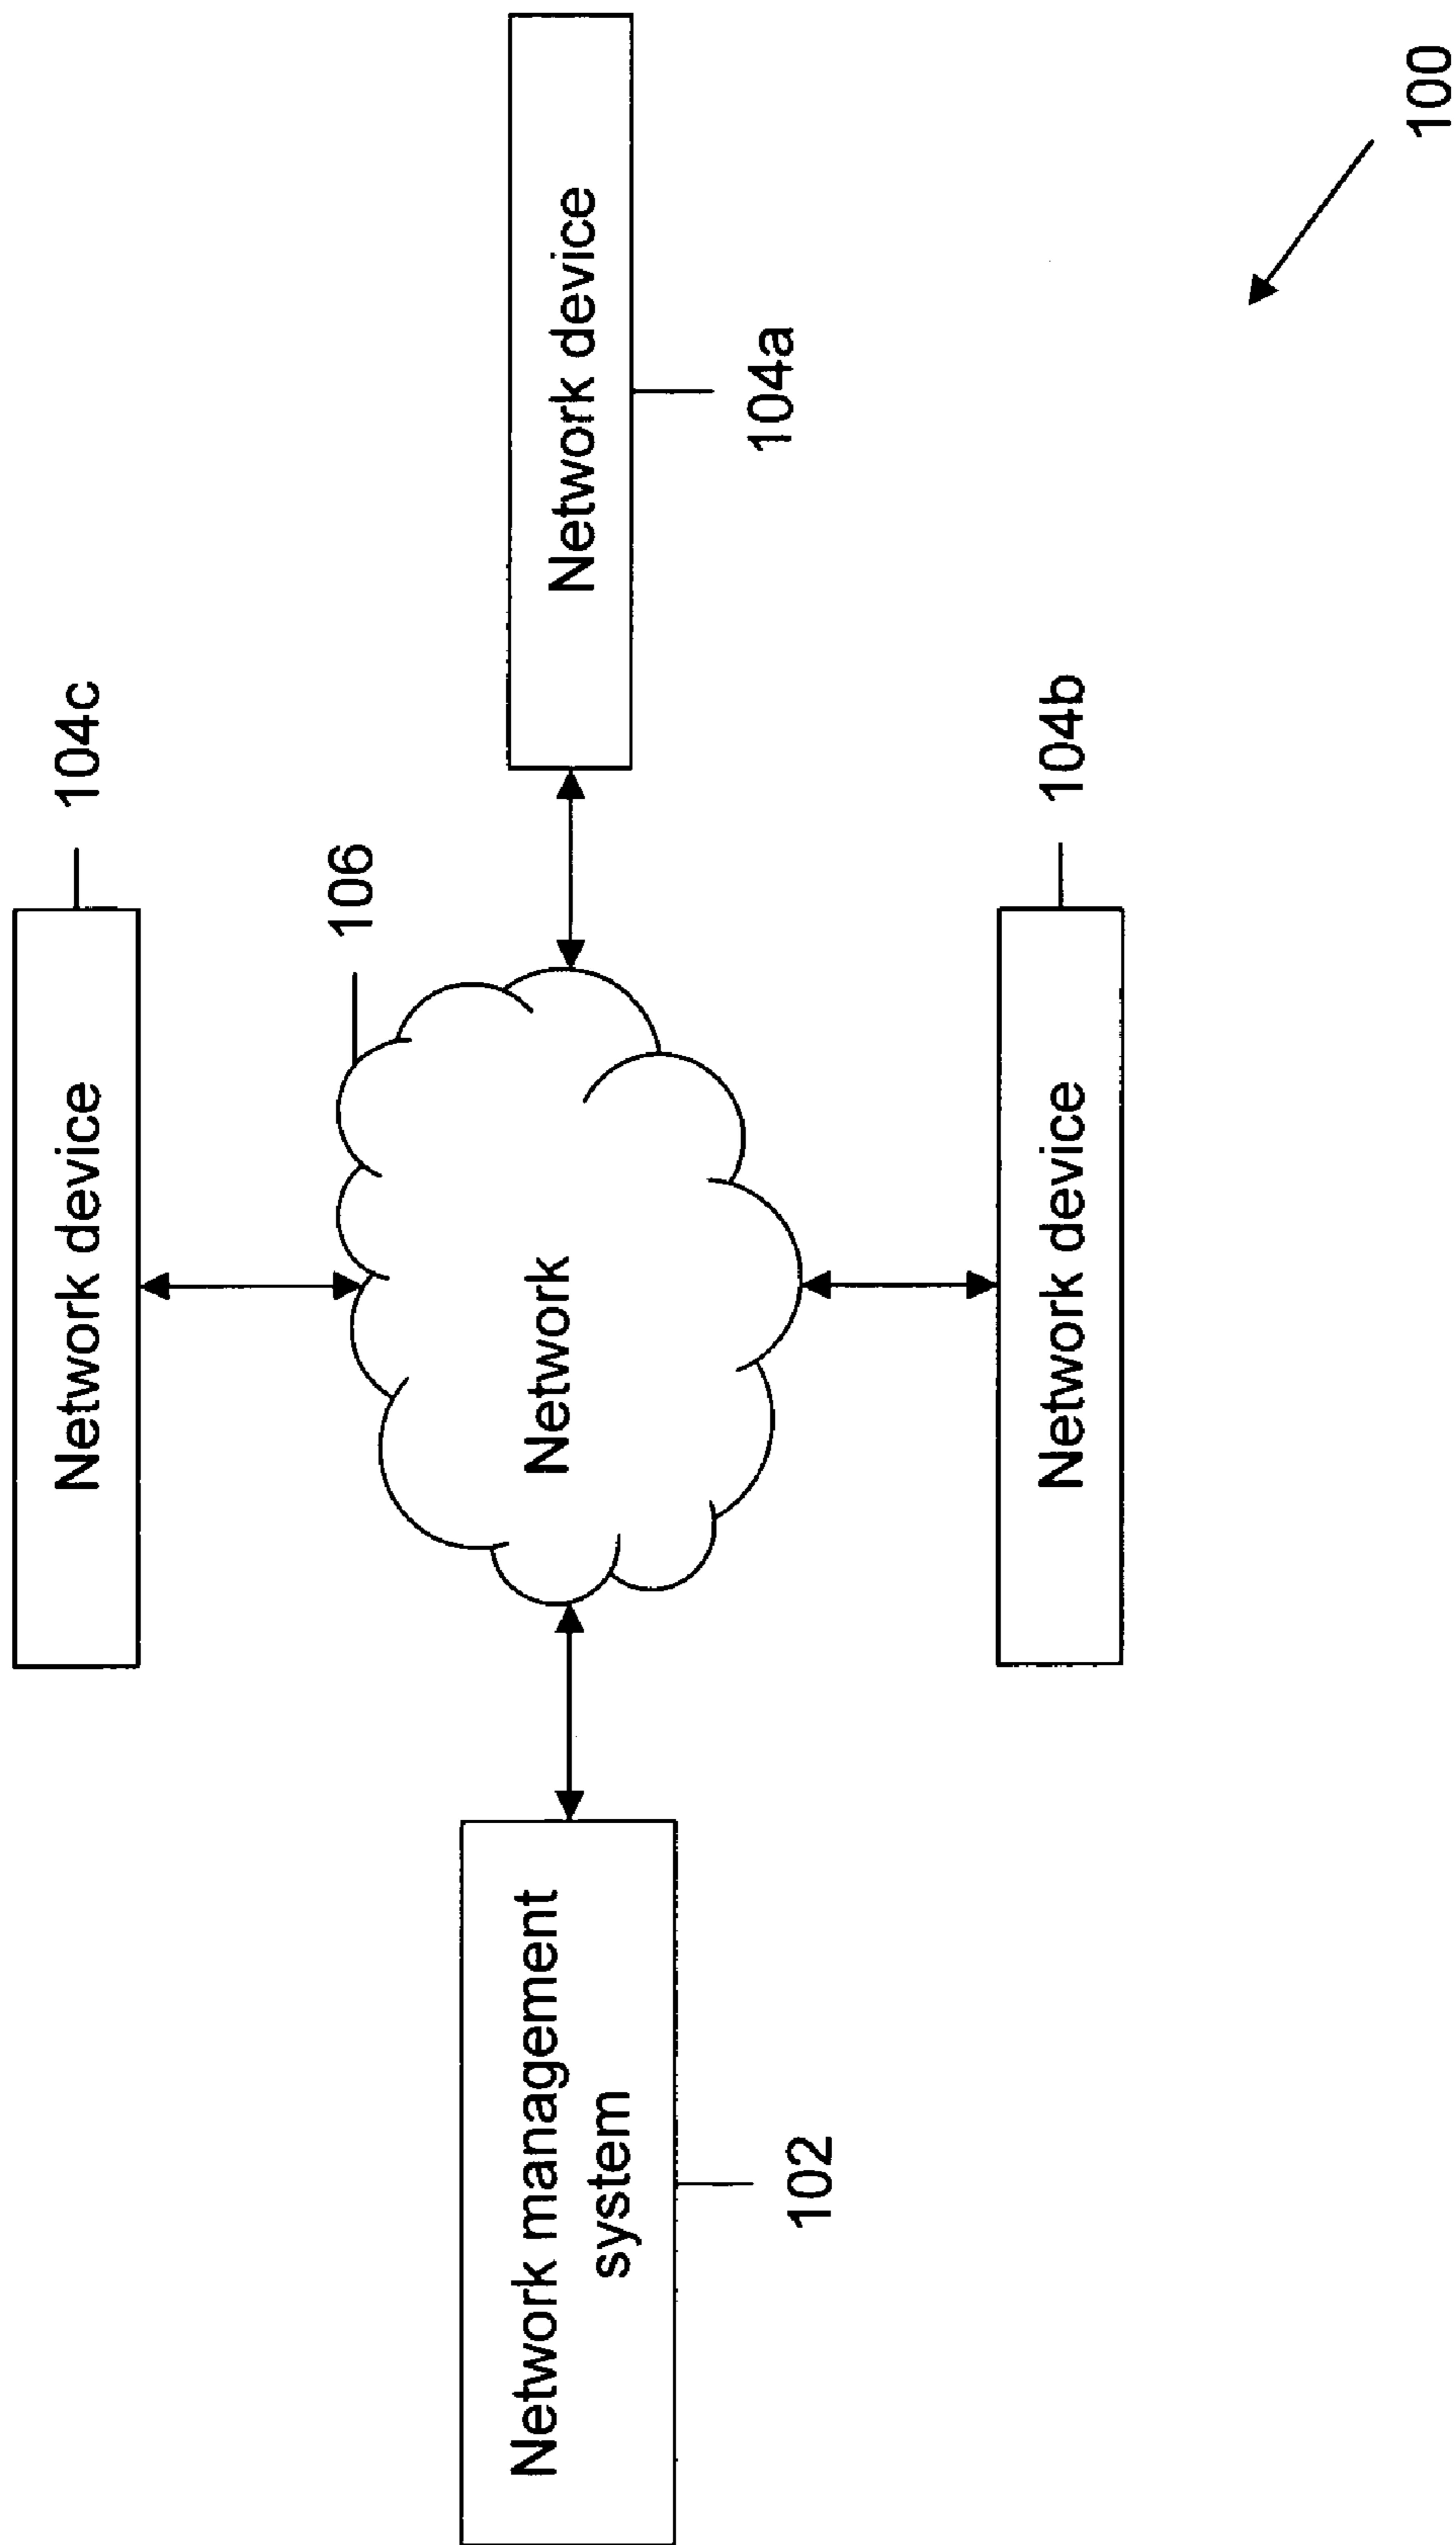 Network device
104c
106
Network management
system
102
Network
Network device
104a
Network device
104b
100